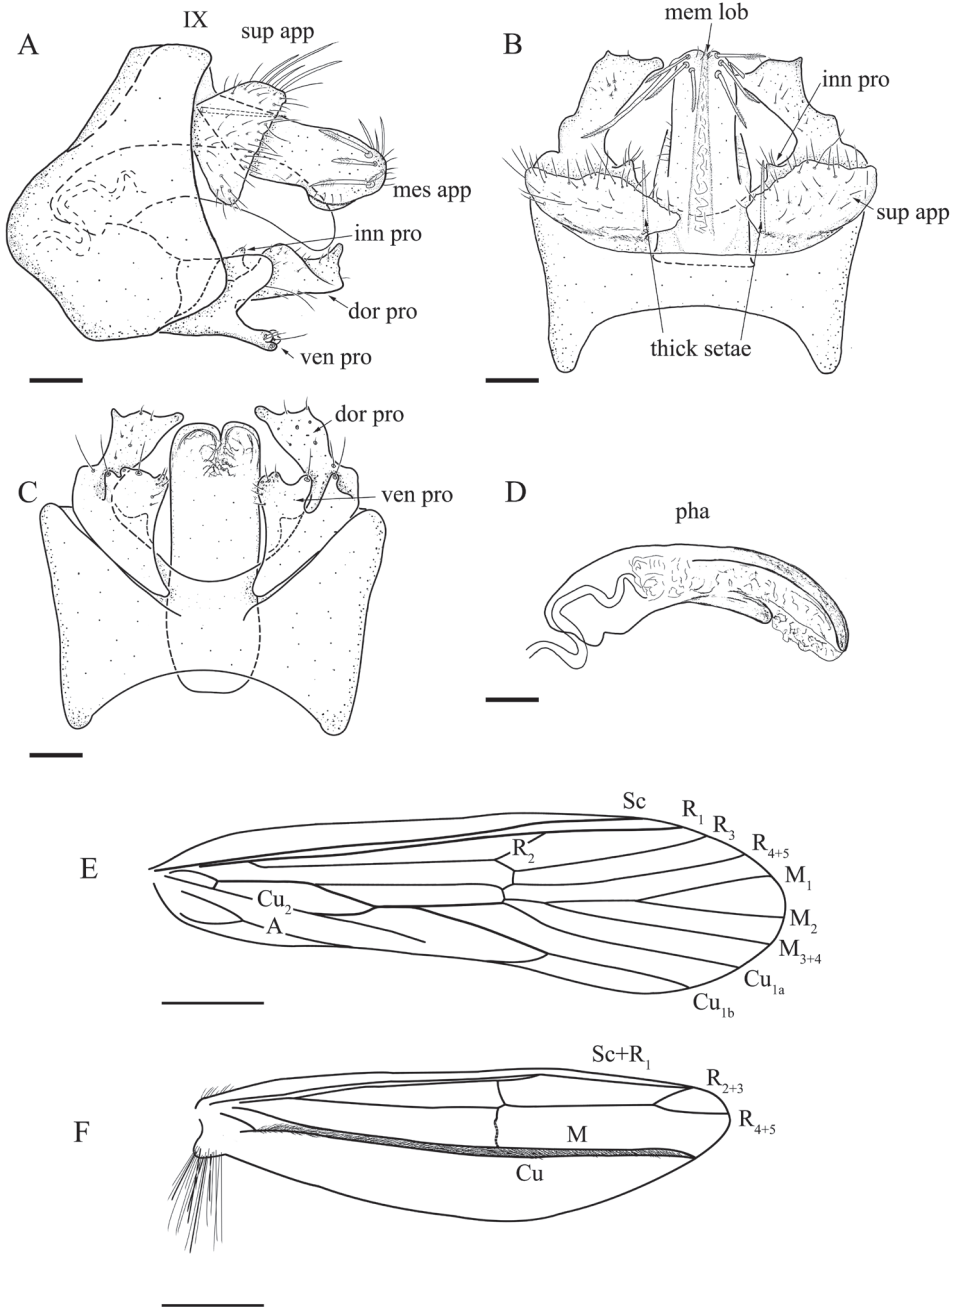 A
IX
sup app
mes app
inn pro
dor pro
ven pro
B
mem lob
inn pro
sup app
thick setae
C
dor pro
ven pro
D
pha
E
Sc
R1
R3
R2
R4+5
M1
Cu2
A
M2
M3+4
Cu1a
Cu1b
F
Sc+R1
R2+3
R4+5
M
Cu